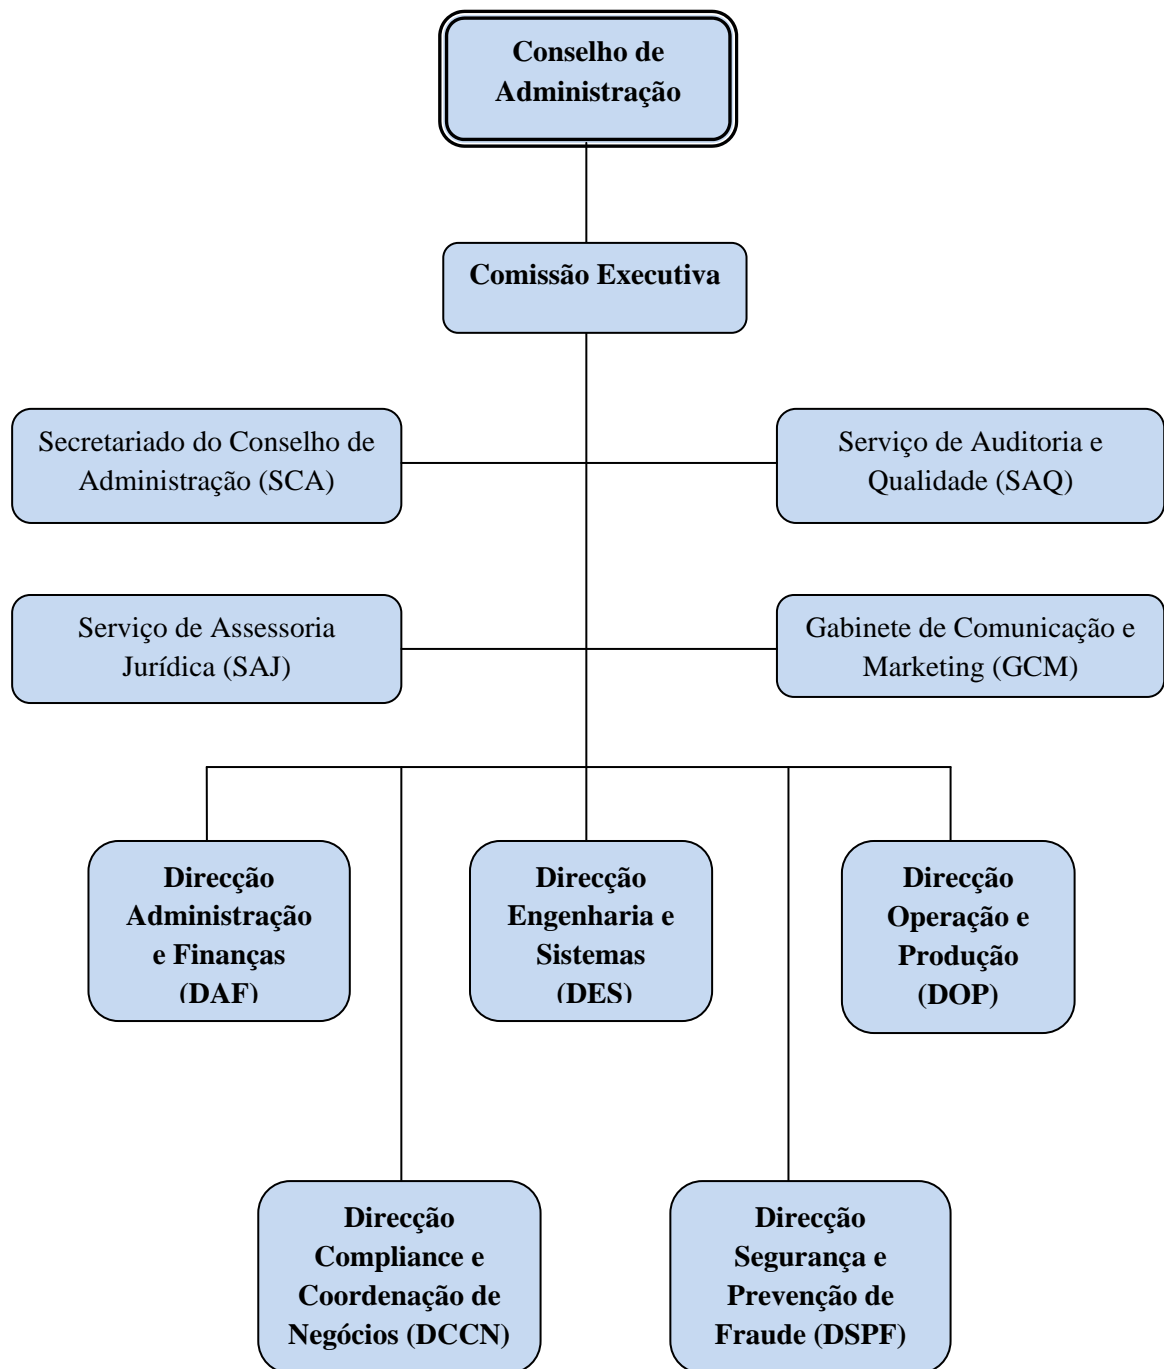 Conselho de
Administração
Comissão Executiva
Secretariado do Conselho de
Administração (SCA)
Serviço de Auditoria e
Qualidade (SAQ)
Serviço de Assessoria
Jurídica (SAJ)
Gabinete de Comunicação e
Marketing (GCM)
Direcção
Administração
e Finanças
(DAF)
Direcção
Engenharia e
Sistemas
(DES)
Direcção
Operação e
Produção
(DOP)
Direcção
Compliance e
Coordenação de
Negócios (DCCN)
Direcção
Segurança e
Prevenção de
Fraude (DSPF)